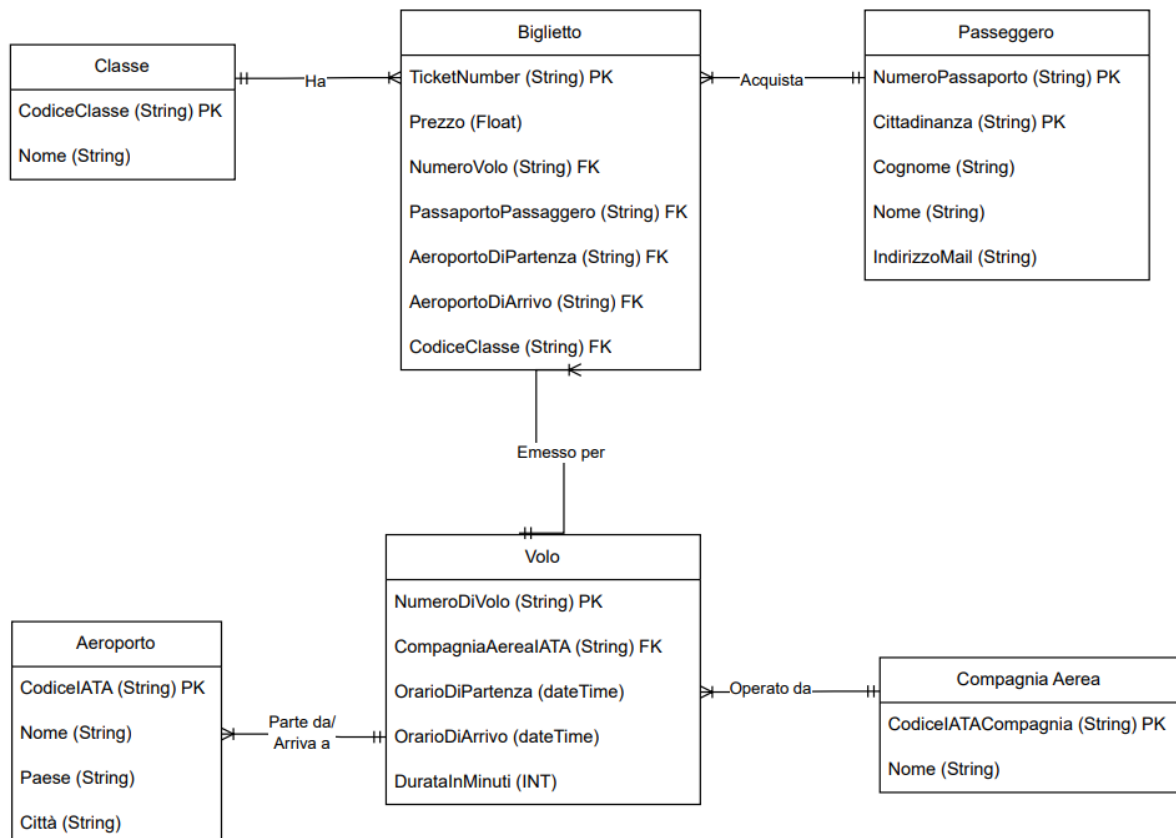 Classe
CodiceClasse (String) PK
Nome (String)
Ha
Biglietto
TicketNumber (String) PK
Prezzo (Float)
NumeroVolo (String) FK
PassaportoPassaggero (String) FK
AeroportoDiPartenza (String) FK
AeroportoDiArrivo (String) FK
CodiceClasse (String) FK
Acquista
Passeggero
NumeroPassaporto (String) PK
Cittadinanza (String) PK
Cognome (String)
Nome (String)
IndirizzoMail (String)
Emesso per
Volo
NumeroDiVolo (String) PK
CompagniaAereaIATA (String) FK
OrarioDiPartenza (dateTime)
OrarioDiArrivo (dateTime)
DurataInMinuti (INT)
Aeroporto
CodiceIATA (String) PK
Nome (String)
Paese (String)
Città (String)
Parte da/
Arriva a
Operato da
Compagnia Aerea
CodiceIATACompagnia (String) PK
Nome (String)